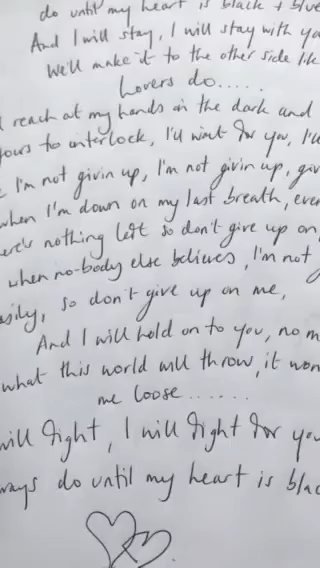 do until my heart is black + blue
And I will stay, I will stay with you
We'll make it to the other side like
Lovers do.....
reach at my hands in the dark and
yours to interlock, I'll wait for you, I'll
I'm not givin up, I'm not givin up, giv
when I'm down on my last breath, even
ere's nothing left so don't give up on
when no-body else believes, I'm not
easily, so don't give up on me,
And I will hold on to you, no m
what this world will throw, it won
me loose......
will fight, I will fight for you
ways do until my heart is blac